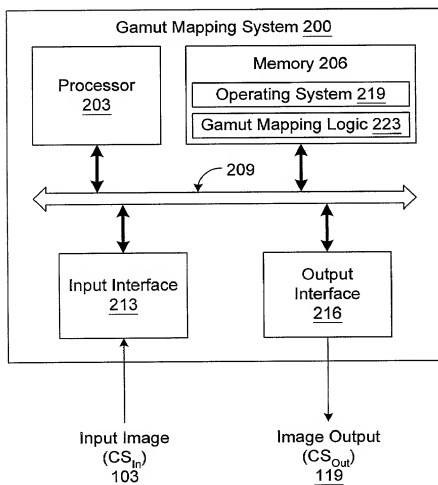 Gamut Mapping System 200
Processor
203
Memory 206
Operating System 219
Gamut Mapping Logic 223
209
Input Interface
213
Output
Interface
216
Input Image
(CSIn)
103
Image Output
(CSOut)
119